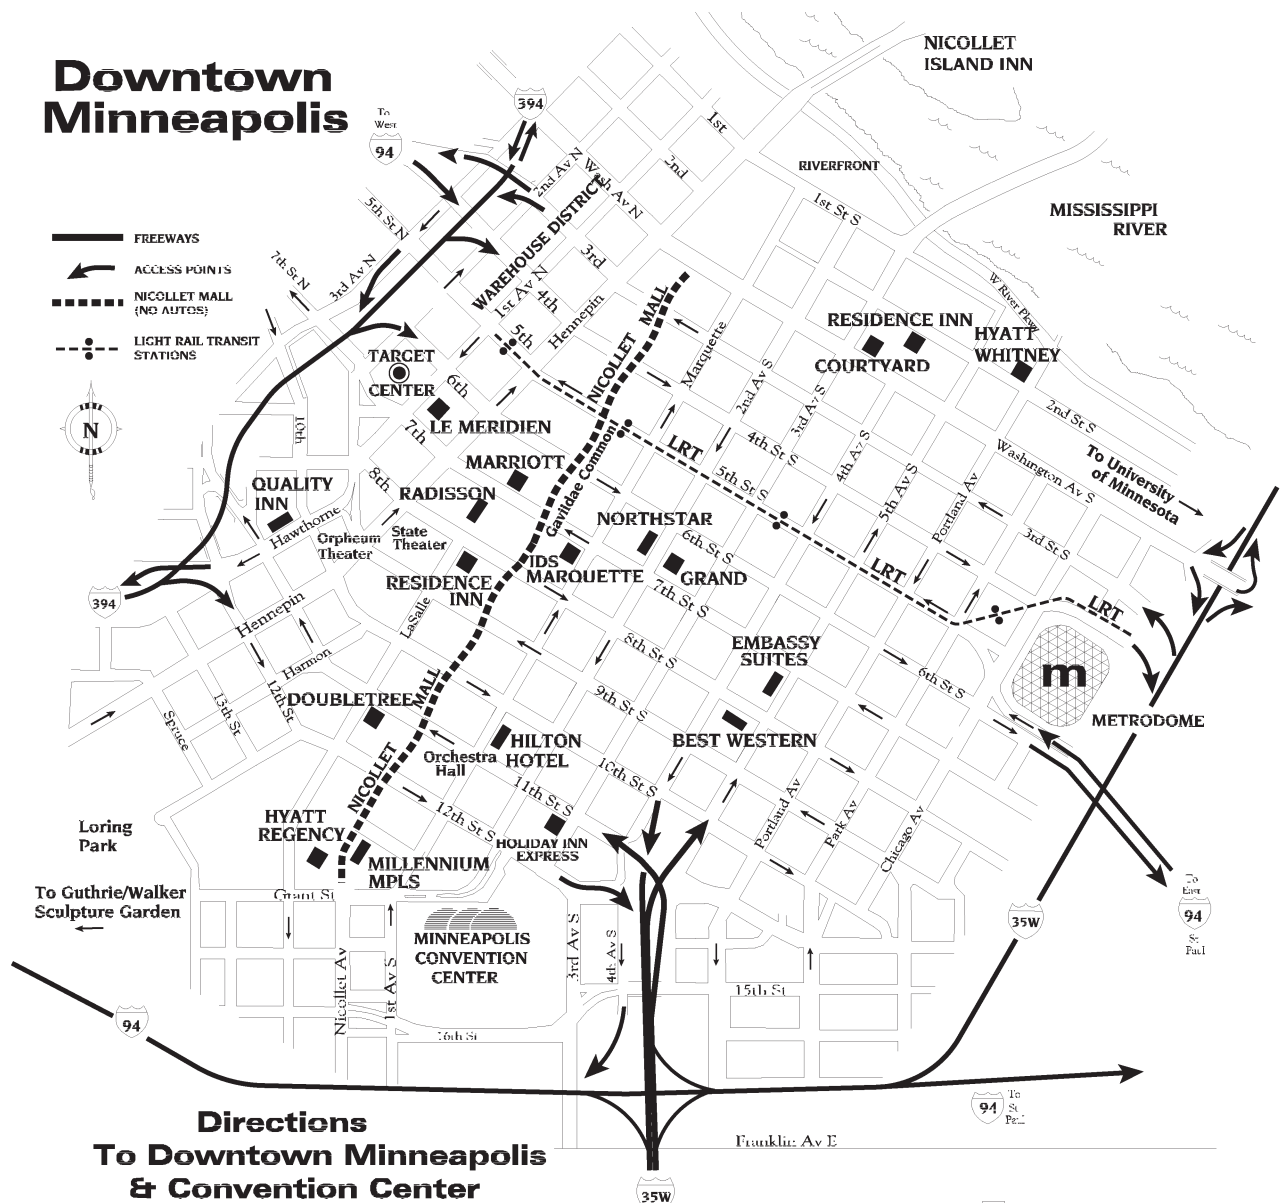 Downtown
Minneapolis
394
To
West
94
NICOLLET
ISLAND INN
1st
2nd
2nd Av N
Wash Av N
RIVERFRONT
5th St N
WAREHOUSE DISTRICT
1st St S
MISSISSIPPI
RIVER
FREEWAYS
ACCESS POINTS
NICOLLET MALL
(NO AUTOS)
LIGHT RAIL TRANSIT
STATIONS
7th St N
3rd Av N
3rd
1st Av N
4th
5th
Hennepin
W River Pkwy
NICOLLET MALL
Marquette
RESIDENCE INN
COURTYARD
HYATT
WHITNEY
TARGET
CENTER
6th
2nd Av S
3rd Av S
N
10th
7th
LE MERIDIEN
2nd St S
Gavildae Common
LRT
4th St S
4th Av S
5th St S
5th Av S
Portland Av
Washington Av S
To University
of Minnesota
MARRIOTT
8th
RADISSON
QUALITY
INN
Hawthorne
Orpheum
Theater
State
Theater
NORTHSTAR
6th St S
3rd St S
IDS
MARQUETTE
GRAND
RESIDENCE
INN
LRT
LRT
394
7th St S
Hennepin
LaSalle
8th St S
EMBASSY
SUITES
Harmon
6th St S
m
METRODOME
DOUBLETREE
MALL
9th St S
12th St
13th St
Spruce
BEST WESTERN
HILTON
HOTEL
Orchestra
Hall
NICOLLET
10th St S
11th St S
12th St S
Portland Av
Park Av
Chicago Av
HYATT
REGENCY
Loring
Park
HOLIDAY INN
EXPRESS
MILLENNIUM
MPLS
To Guthrie/Walker
Sculpture Garden
Grant St
To
East
94
St
Paul
35W
MINNEAPOLIS
CONVENTION
CENTER
Nicollet Av
1st Av S
3rd Av S
4th Av S
15th St
16th St
94
94
To
St
Paul
Directions
To Downtown Minneapolis
& Convention Center
Franklin Av E
35W